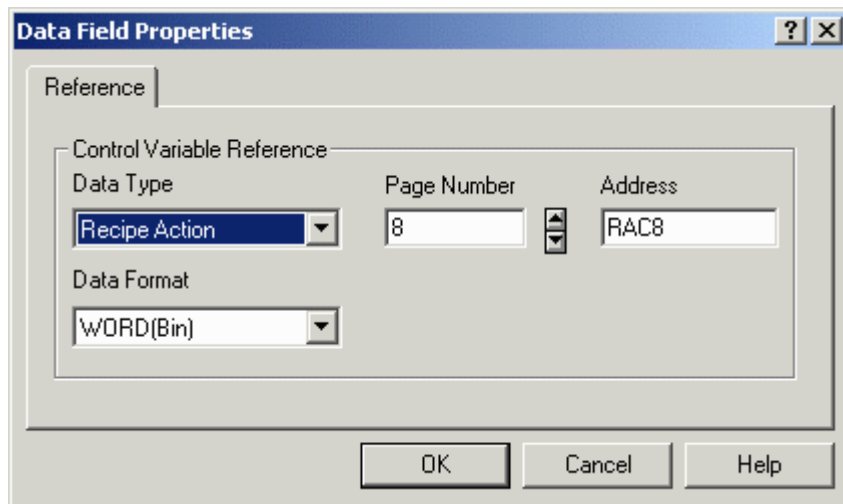 Data Field Properties
Reference
Control Variable Reference
Data Type Page Number Address
Recipe Action 8 RAC8
Data Format
WORD(Bin)
OK Cancel Help